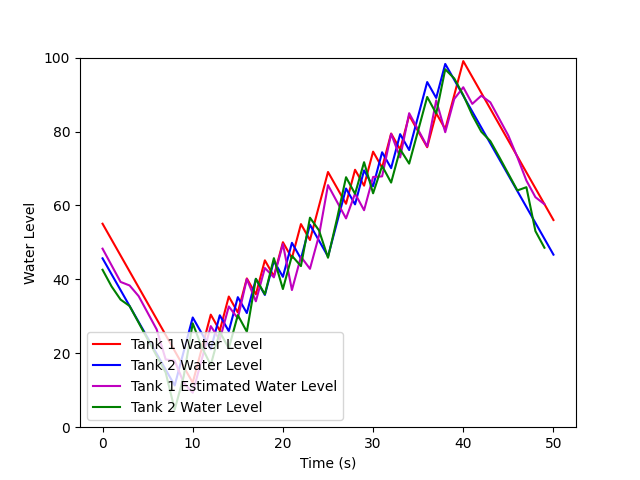 100
80
60
40
20
0
Water Level
Tank 1 Water Level
Tank 2 Water Level
Tank 1 Estimated Water Level
Tank 2 Water Level
0 10 20 30 40 50
Time (s)